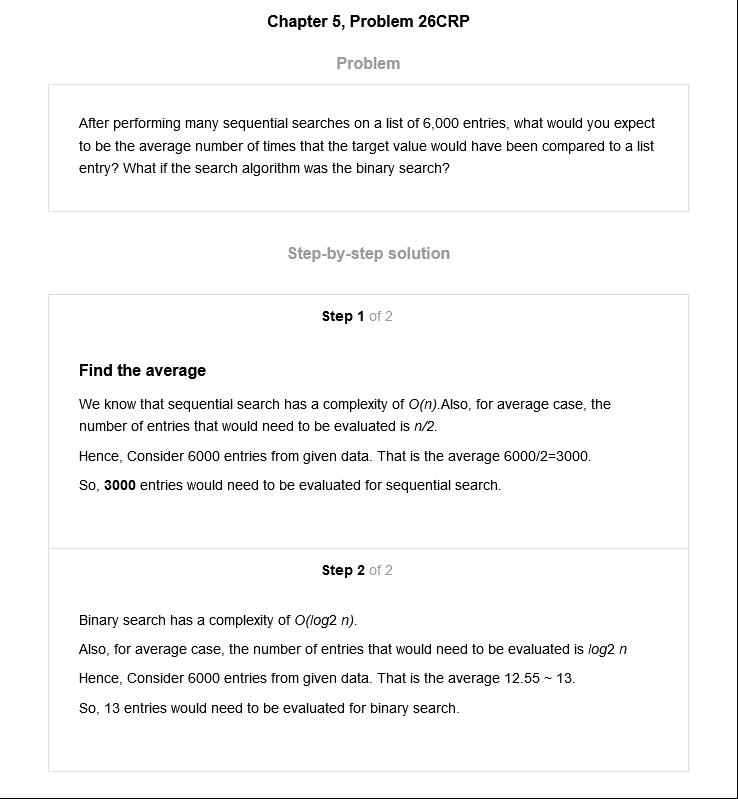 Chapter 5, Problem 26CRP
Problem
After performing many sequential searches on a list of 6,000 entries, what would you expect
to be the average number of times that the target value would have been compared to a list
entry? What if the search algorithm was the binary search?
Step-by-step solution
Step 1 of 2
Find the average
We know that sequential search has a complexity of O(n).Also, for average case, the
number of entries that would need to be evaluated is n/2.
Hence, Consider 6000 entries from given data. That is the average 6000/2=3000.
So, 3000 entries would need to be evaluated for sequential search.
Step 2 of 2
Binary search has a complexity of O(log2 n).
Also, for average case, the number of entries that would need to be evaluated is log2 n
Hence, Consider 6000 entries from given data. That is the average 12.55 ~ 13.
So, 13 entries would need to be evaluated for binary search.